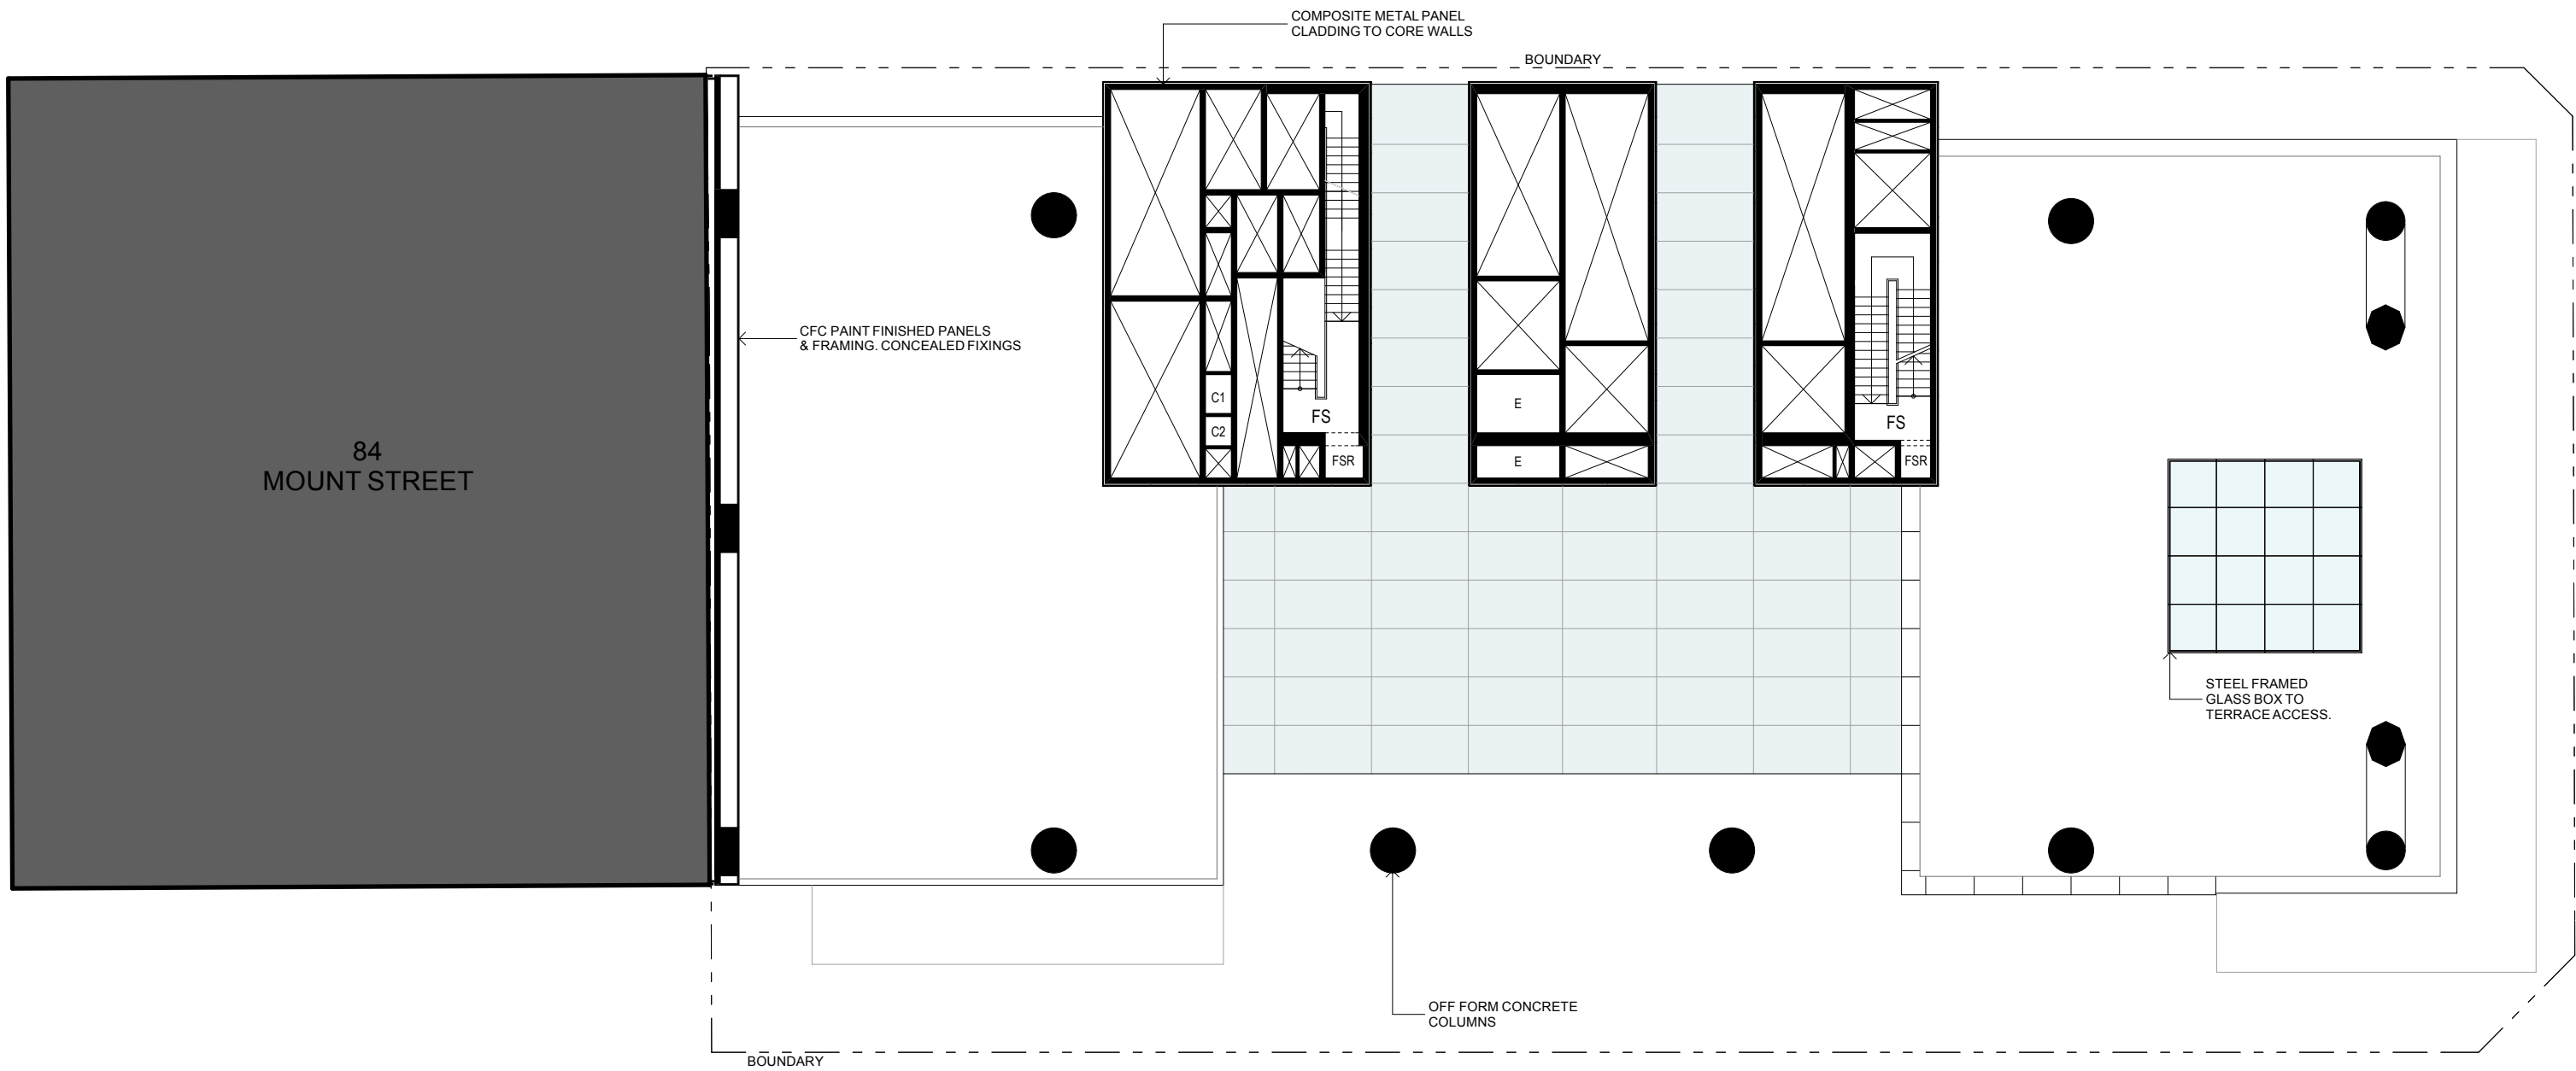 COMPOSITE METAL PANEL
CLADDING TO CORE WALLS
BOUNDARY
CFC PAINT FINISHED PANELS
& FRAMING. CONCEALED FIXINGS
84
MOUNT STREET
C1
C2
FS
FSR
E
E
FS
FSR
STEEL FRAMED
GLASS BOX TO
TERRACE ACCESS.
OFF FORM CONCRETE
COLUMNS
BOUNDARY